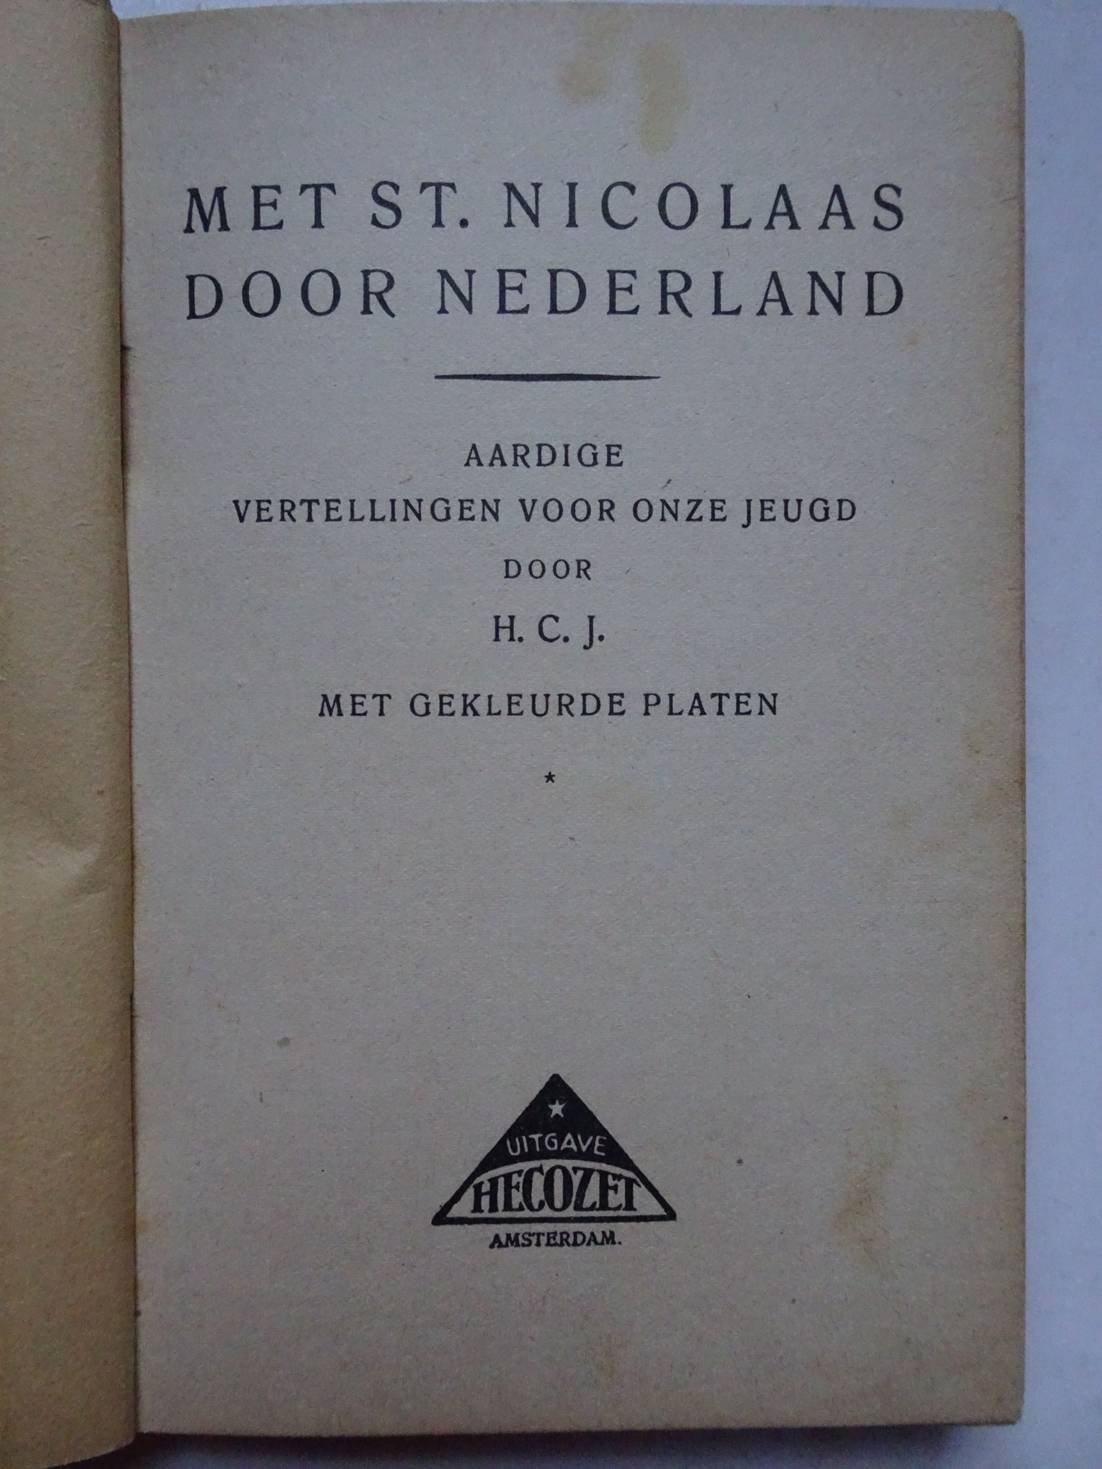 MET ST. NICOLAAS
DOOR NEDERLAND
AARDIGE
VERTELLINGEN VOOR ONZE JEUGD
DOOR
H. C. J.
MET GEKLEURDE PLATEN
*
UITGAVE
HECOZET
AMSTERDAM.